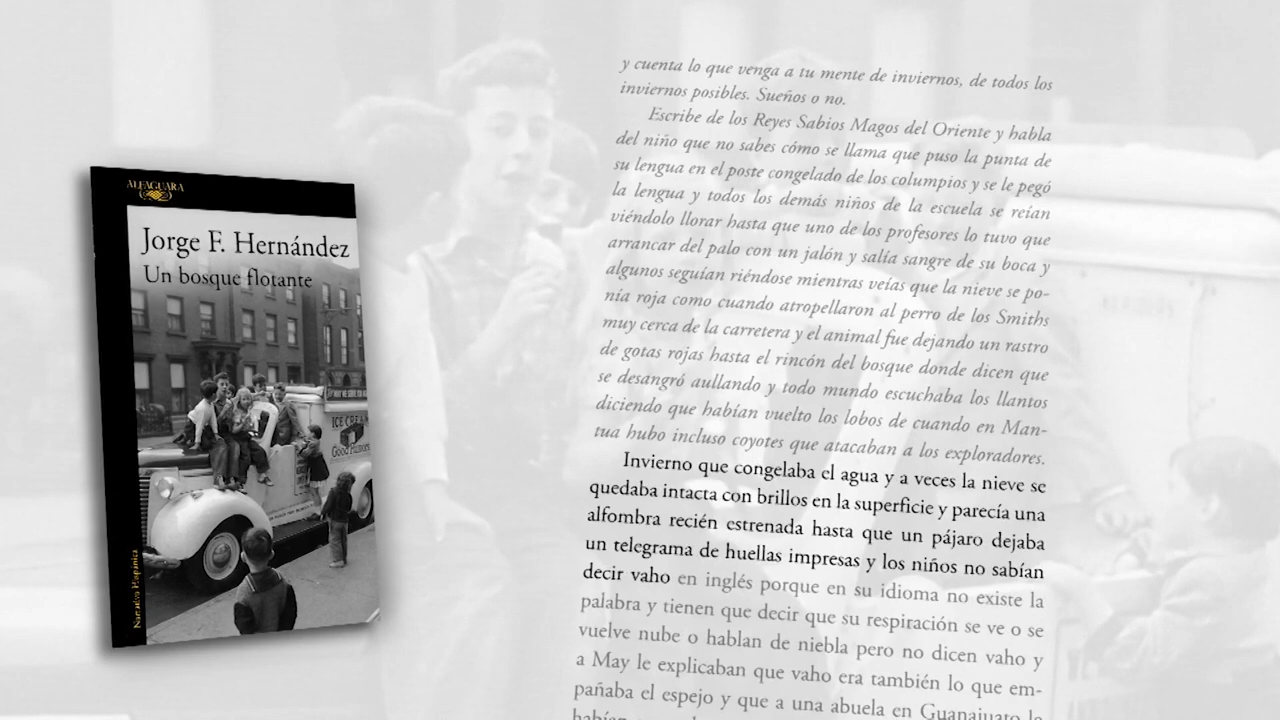 ALFAGUARA
Jorge F. Hernández
Un bosque flotante
ICE CREAM
Good Humor
Narrativa Hispánica
y cuenta lo que venga a tu mente de inviernos, de todos los
inviernos posibles. Sueños o no.
Escribe de los Reyes Sabios Magos del Oriente y habla
del niño que no sabes cómo se llama que puso la punta de
su lengua en el poste congelado de los columpios y se le pegó
la lengua y todos los demás niños de la escuela se reían
viéndolo llorar hasta que uno de los profesores lo tuvo que
arrancar del palo con un jalón y salía sangre de su boca y
algunos seguían riéndose mientras veías que la nieve se po-
nía roja como cuando atropellaron al perro de los Smiths
muy cerca de la carretera y el animal fue dejando un rastro
de gotas rojas hasta el rincón del bosque donde dicen que
se desangró aullando y todo mundo escuchaba los llantos
diciendo que habían vuelto los lobos de cuando en Man-
tua hubo incluso coyotes que atacaban a los exploradores.
Invierno que congelaba el agua y a veces la nieve se
quedaba intacta con brillos en la superficie y parecía una
alfombra recién estrenada hasta que un pájaro dejaba
un telegrama de huellas impresas y los niños no sabían
decir vaho en inglés porque en su idioma no existe la
palabra y tienen que decir que su respiración se ve o se
vuelve nube o hablan de niebla pero no dicen vaho y
a May le explicaban que vaho era también lo que em-
pañaba el espejo y que a una abuela en Guanajuato le
habían